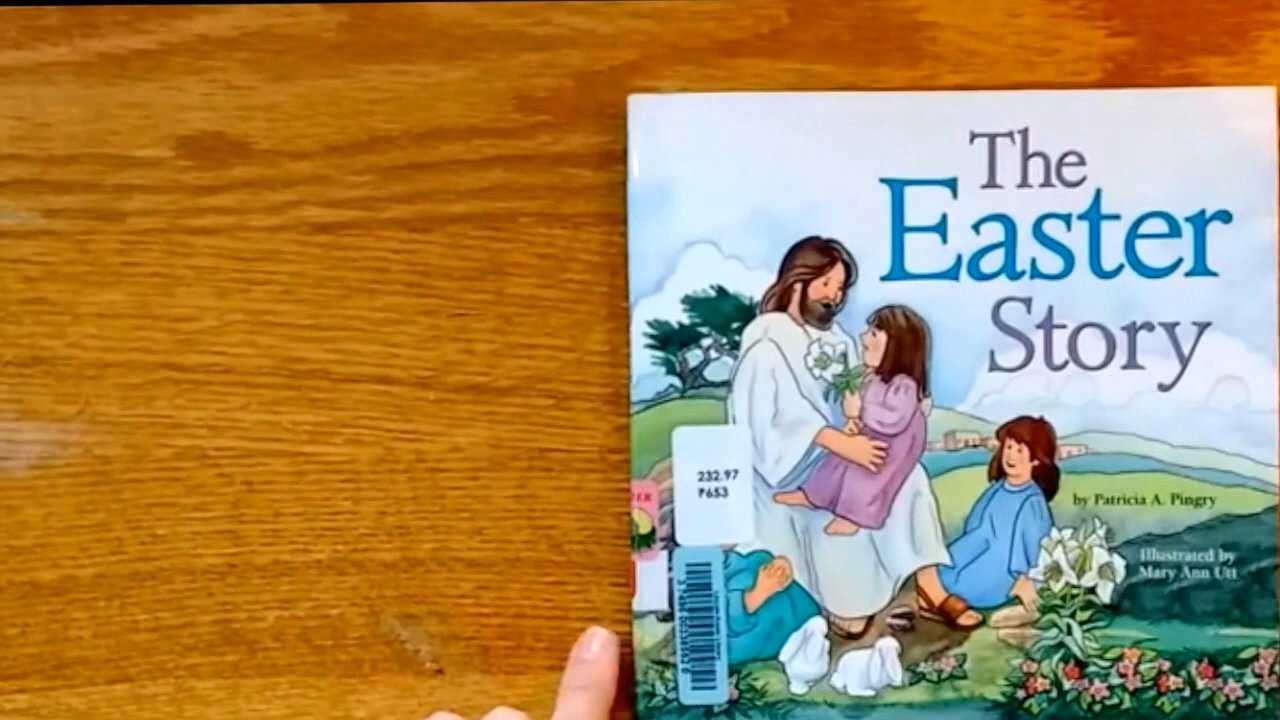 The
Easter
Story
232.97
P653
by Patricia A. Pingry
Illustrated by
Mary Ann Utt